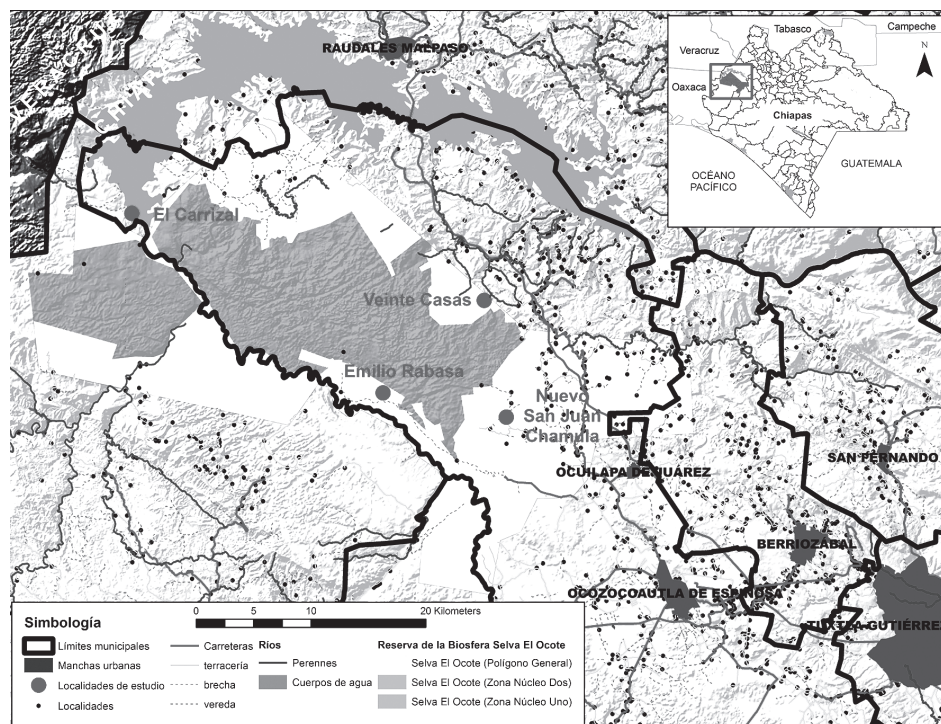 RAUDALES MALPASO
Tabasco
Campeche
Veracruz
N
Oaxaca
Chiapas
GUATEMALA
OCÉANO
PACÍFICO
El Carrizal
Veinte Casas
Emilio Rabasa
Nuevo
San Juan
Chamula
OCUILAPA DE JUÁREZ
SAN FERNANDO
BERRIOZÁBAL
OCOZOCOAUTLA DE ESPINOSA
TUXTLA GUTIÉRREZ
Simbología
0 5 10 20 Kilometers
Límites municipales
Manchas urbanas
Localidades de estudio
Localidades
Carreteras
terracería
brecha
vereda
Ríos
Perennes
Cuerpos de agua
Reserva de la Biosfera Selva El Ocote
Selva El Ocote (Polígono General)
Selva El Ocote (Zona Núcleo Dos)
Selva El Ocote (Zona Núcleo Uno)